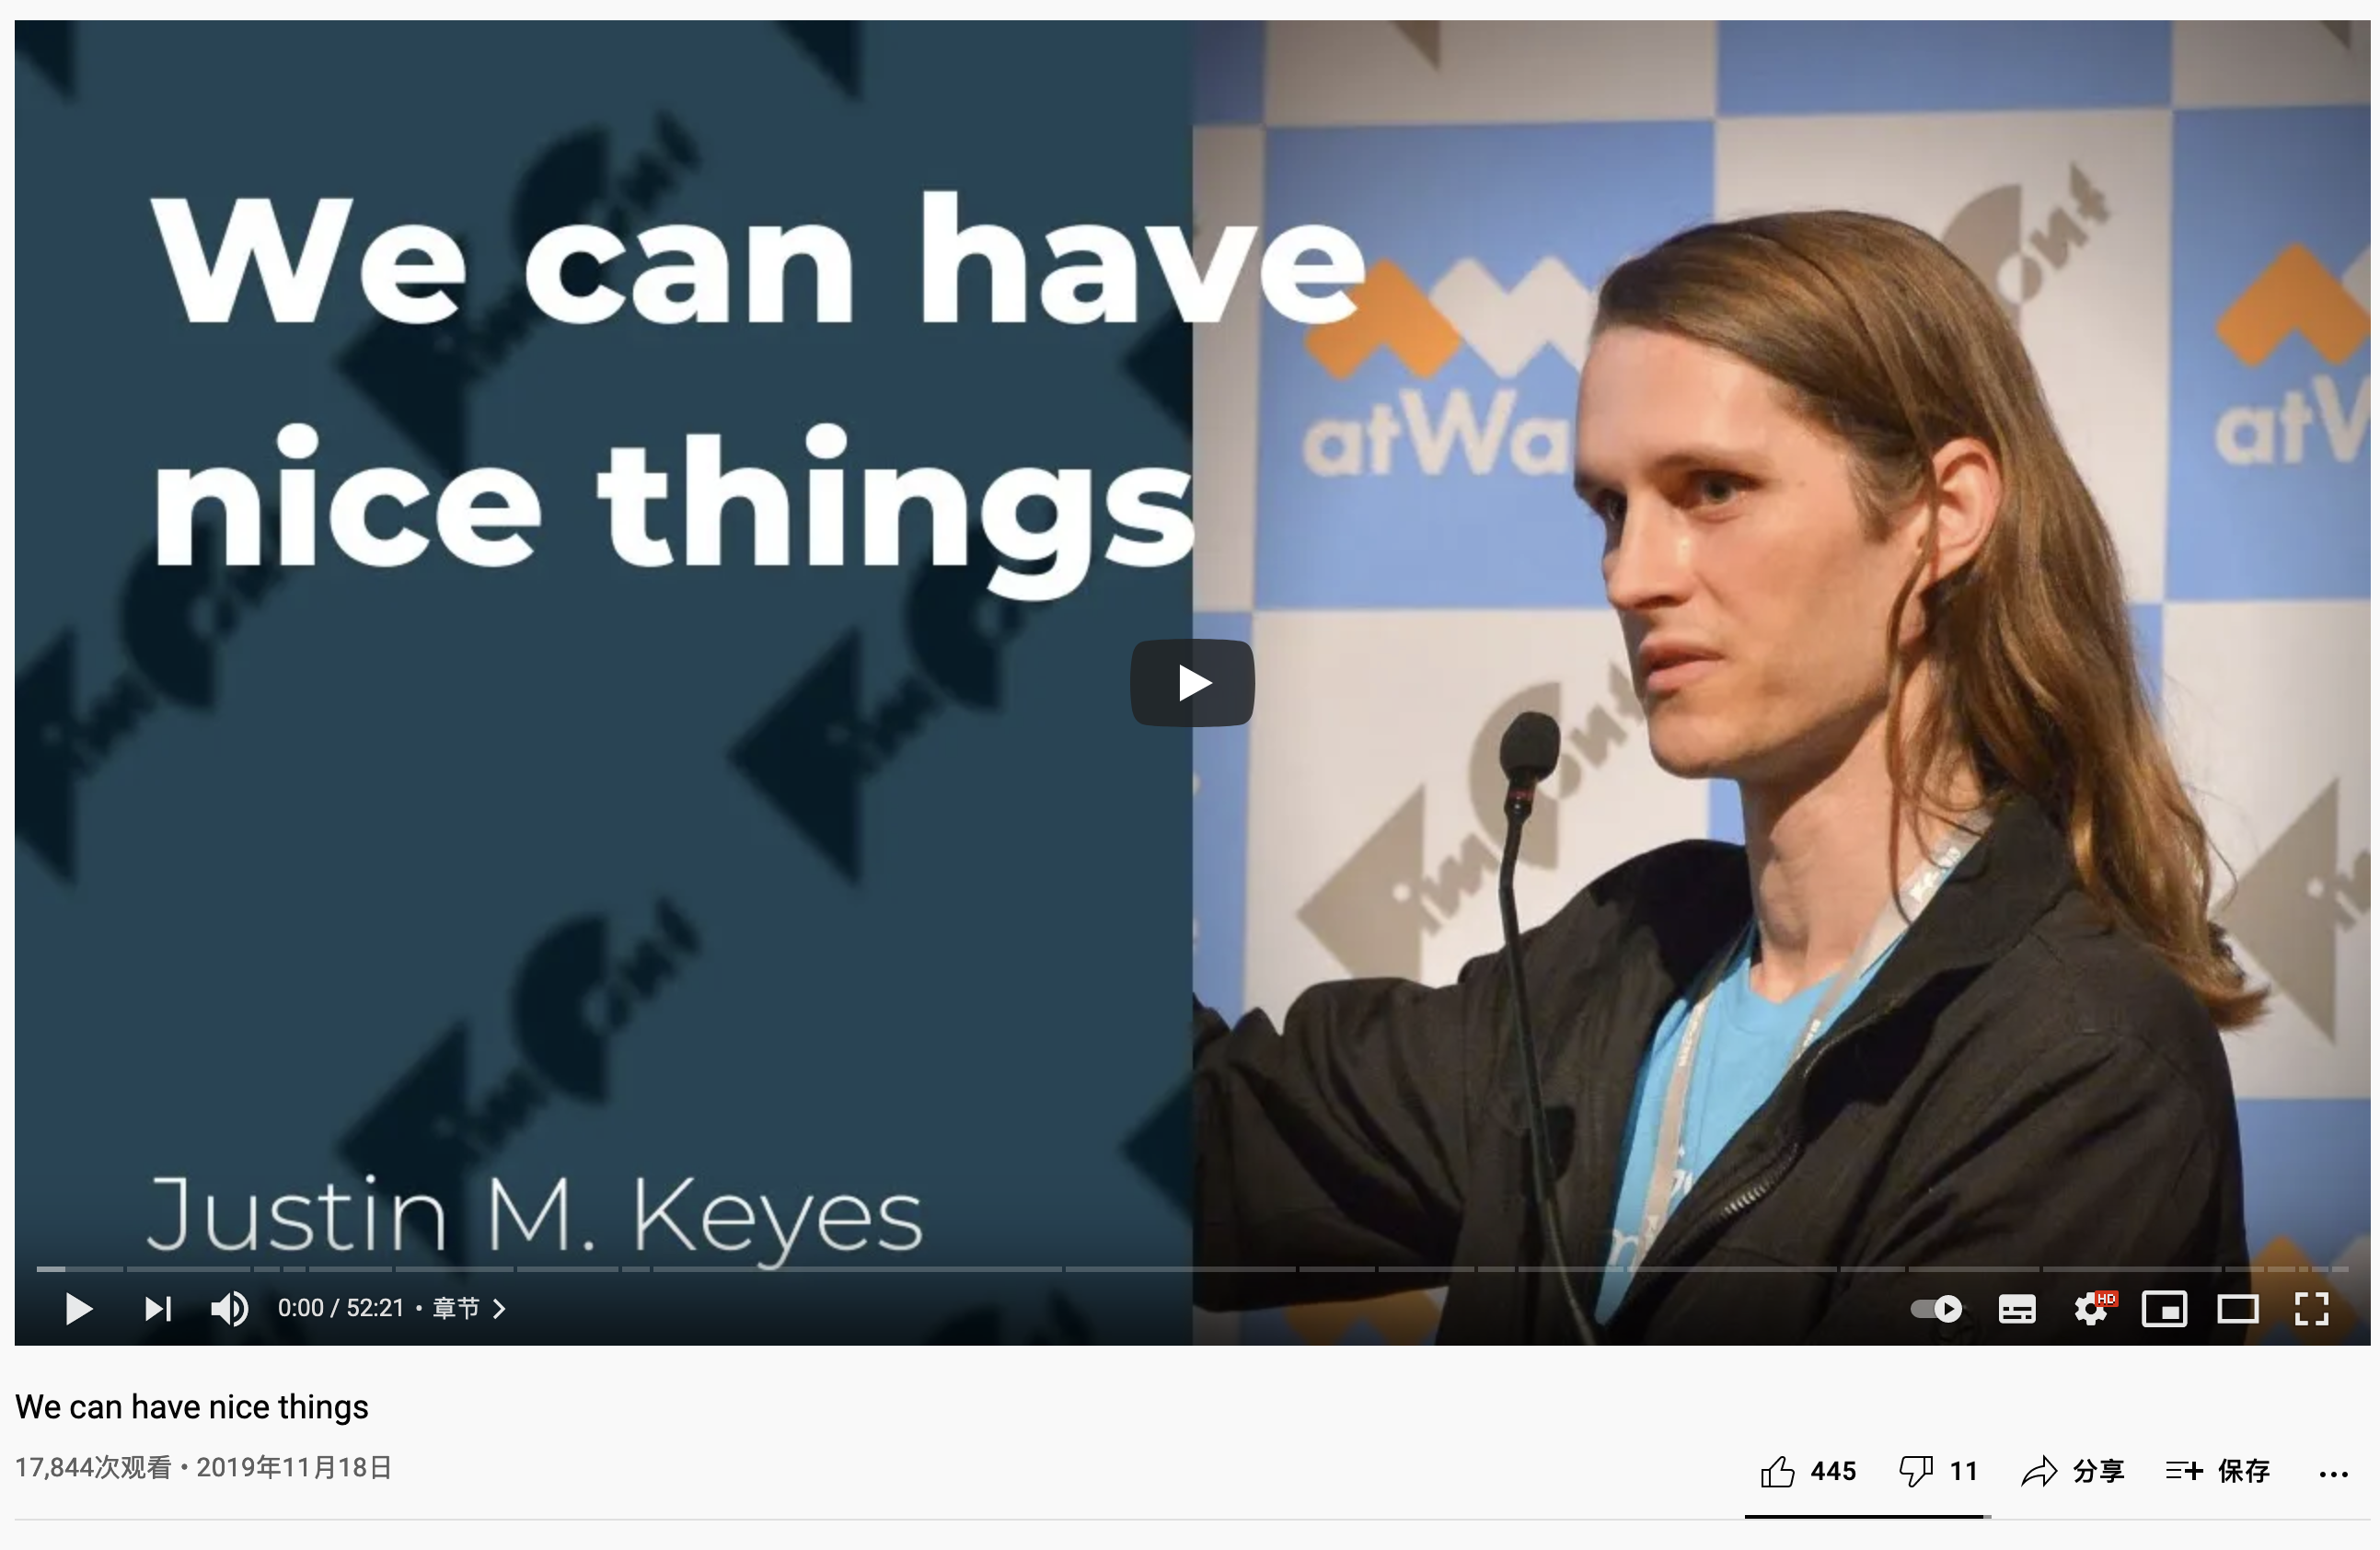 We can have
nice things
Justin M. Keyes
atWa
atW
0:00 / 52:21 • 章节
HD
We can have nice things
17,844次观看 • 2019年11月18日
445
11
分享
保存